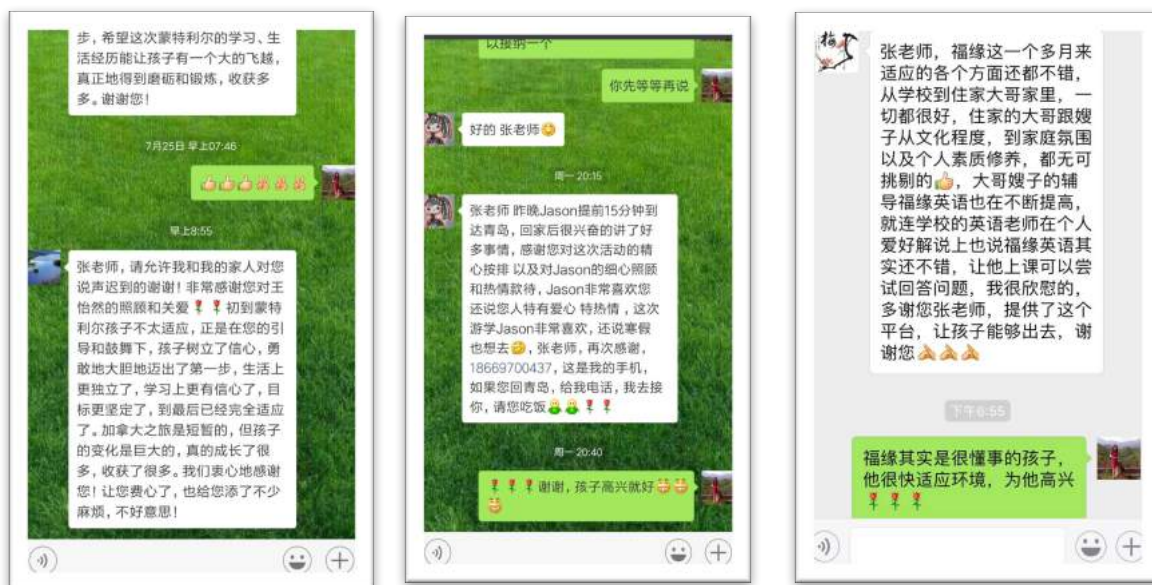 步，希望这次蒙特利尔的学习、生
活经历能让孩子有一个大的飞越，
真正地得到磨砺和锻炼，收获多
多。谢谢您！
7月25日 早上07:46
早上8:55
张老师，请允许我和我的家人对您
说声迟到的谢谢！非常感谢您对王
怡然的照顾和关爱🌹🌹初到蒙特
利尔孩子不太适应，正是在您的引
导和鼓舞下，孩子树立了信心，勇
敢地大胆地迈出了第一步，生活上
更独立了，学习上更有信心了，目
标更坚定了，到最后已经完全适应
了。加拿大之旅是短暂的，但孩子
的变化是巨大的，真的成长了很
多，收获了很多。我们衷心地感谢
您！让您费心了，也给您添了不少
麻烦，不好意思！
以接纳一个
你先等等再说
好的 张老师
周一 20:15
张老师 昨晚Jason提前15分钟到
达青岛，回家后很兴奋的讲了好
多事情，感谢您对这次活动的精
心按排 以及对Jason的细心照顾
和热情款待，Jason非常喜欢您
还说您人特有爱心 特热情，这次
游学Jason非常喜欢，还说寒假
也想去，张老师，再次感谢，
18669700437，这是我的手机，
如果您回青岛，给我电话，我去接
你，请您吃饭
周一 20:40
谢谢，孩子高兴就好
梅
张老师，福缘这一个多月来
适应的各个方面还都不错，
从学校到住家大哥家里，一
切都很好，住家的大哥跟嫂
子从文化程度，到家庭氛围
以及个人素质修养，都无可
挑剔的👍，大哥嫂子的辅
导福缘英语也在不断提高，
就连学校的英语老师在个人
爱好解说上也说福缘英语其
实还不错，让他上课可以尝
试回答问题，我很欣慰的，
多谢您张老师，提供了这个
平台，让孩子能够出去，谢
谢您🙏🙏🙏
下午6:55
福缘其实是很懂事的孩子，
他很快适应环境，为他高兴